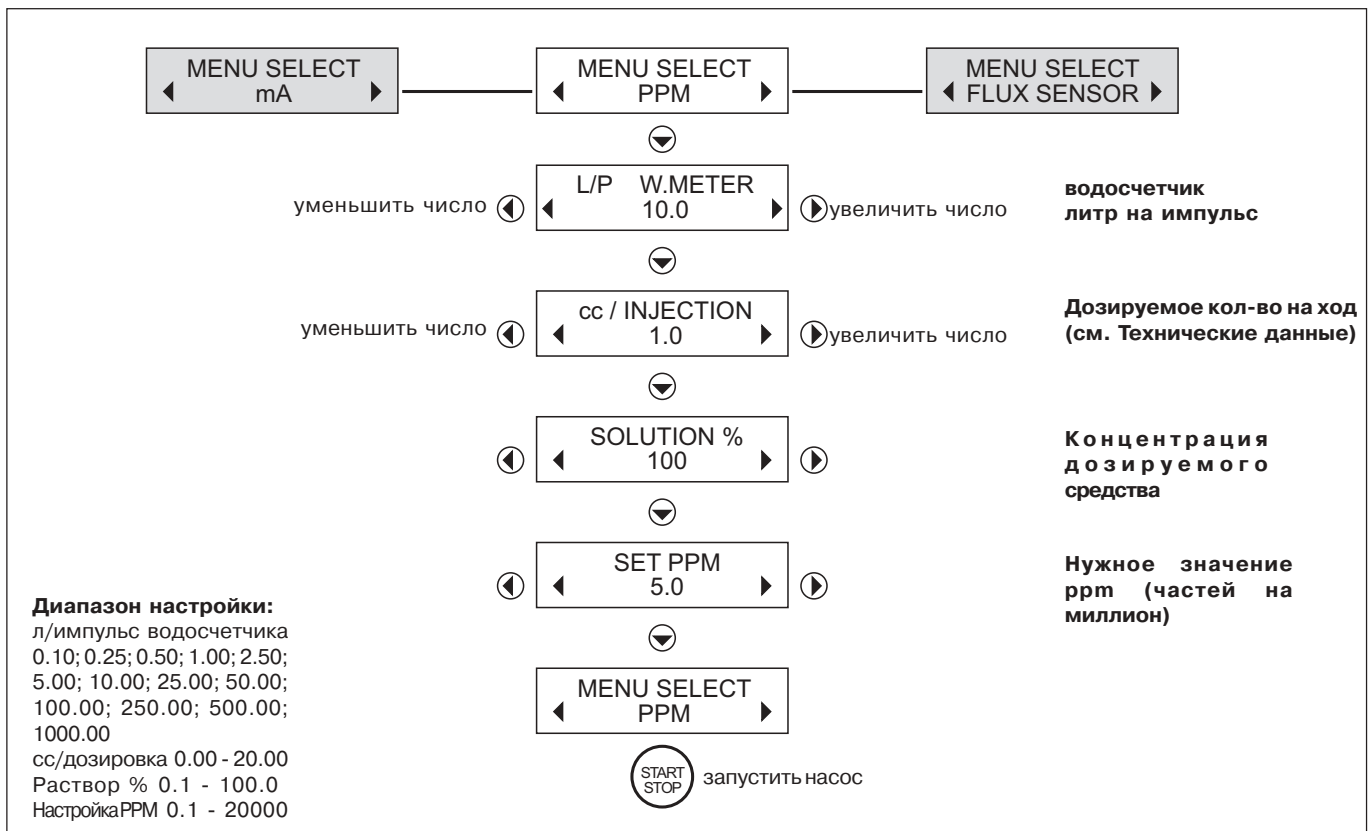 MENU SELECT
mA
MENU SELECT
PPM
MENU SELECT
FLUX SENSOR
уменьшить число
L/P W.METER
10.0
увеличить число
водосчетчик
литр на импульс
уменьшить число
cc / INJECTION
1.0
увеличить число
Дозируемое кол-во на ход
(см. Технические данные)
SOLUTION %
100
Концентрация
дозируемого
средства
SET PPM
5.0
Нужное значение
ppm (частей на
миллион)
Диапазон настройки:
л/импульс водосчетчика
0.10; 0.25; 0.50; 1.00; 2.50;
5.00; 10.00; 25.00; 50.00;
100.00; 250.00; 500.00;
1000.00
сс/дозировка 0.00 - 20.00
Раствор % 0.1 - 100.0
Настройка PPM 0.1 - 20000
MENU SELECT
PPM
START
STOP
запустить насос